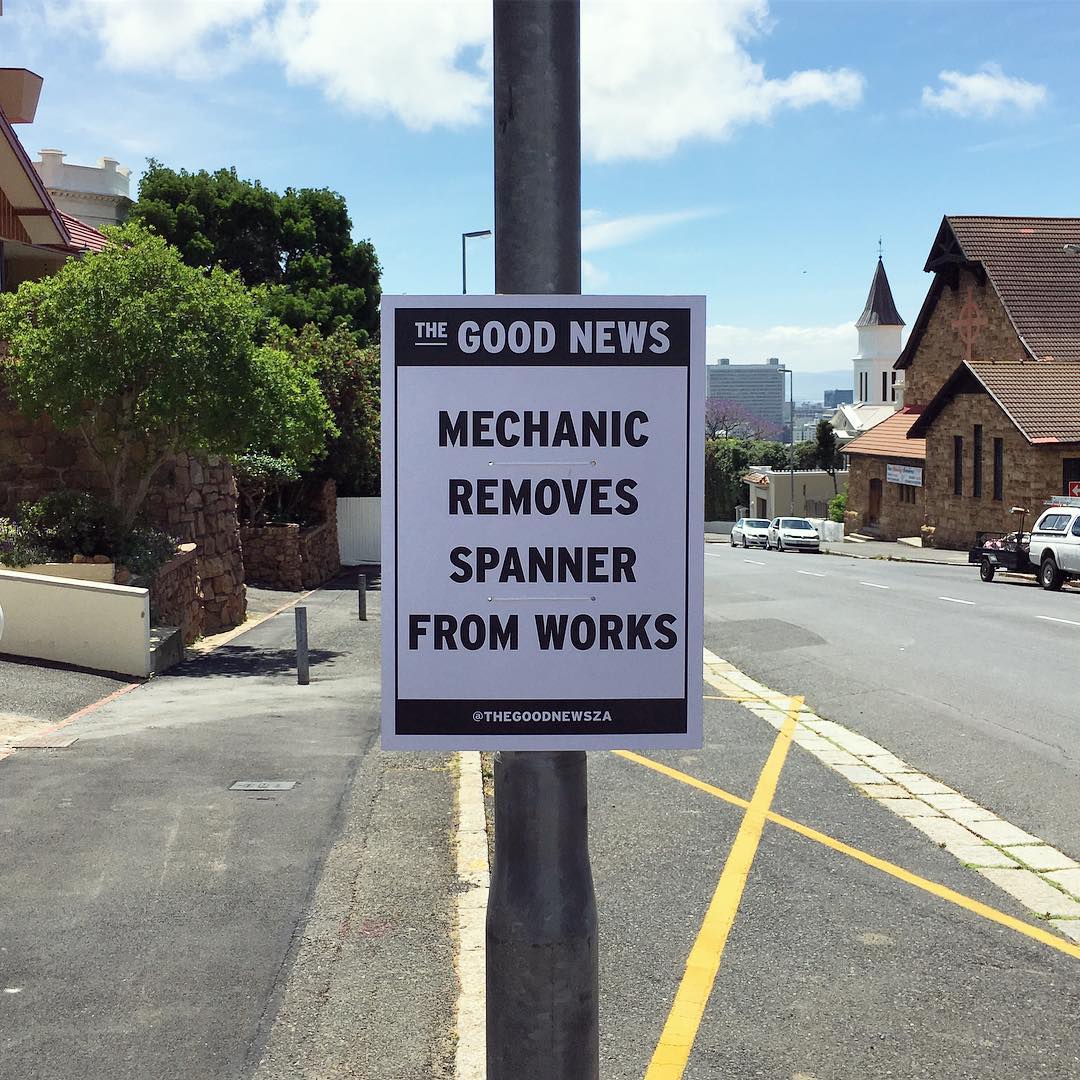 THE GOOD NEWS
MECHANIC
REMOVES
SPANNER
FROM WORKS
@THEGOODNEWSZA